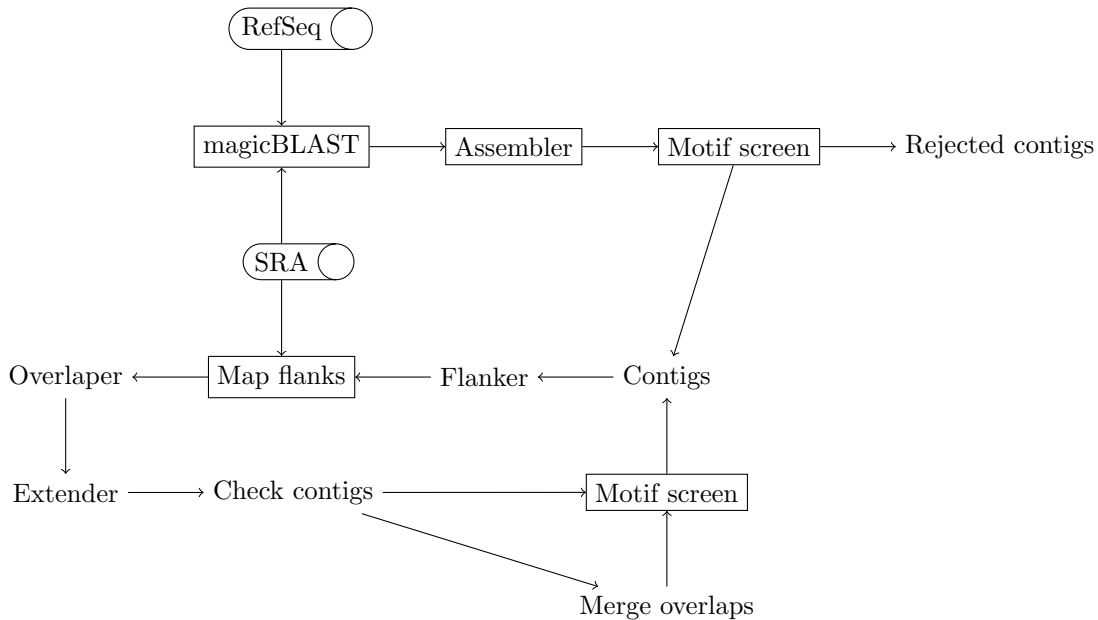 RefSeq
magicBLAST
Assembler
Motif screen
Rejected contigs
SRA
Overlaper
Map flanks
Flanker
Contigs
Extender
Check contigs
Motif screen
Merge overlaps